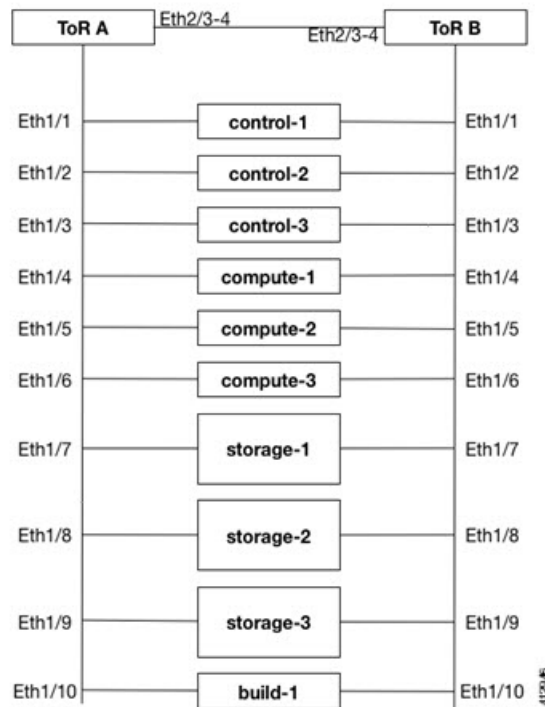 ToR A Eth2/3-4 Eth2/3-4 ToR B
Eth1/1 control-1 Eth1/1
Eth1/2 control-2 Eth1/2
Eth1/3 control-3 Eth1/3
Eth1/4 compute-1 Eth1/4
Eth1/5 compute-2 Eth1/5
Eth1/6 compute-3 Eth1/6
Eth1/7 storage-1 Eth1/7
Eth1/8 storage-2 Eth1/8
Eth1/9 storage-3 Eth1/9
Eth1/10 build-1 Eth1/10